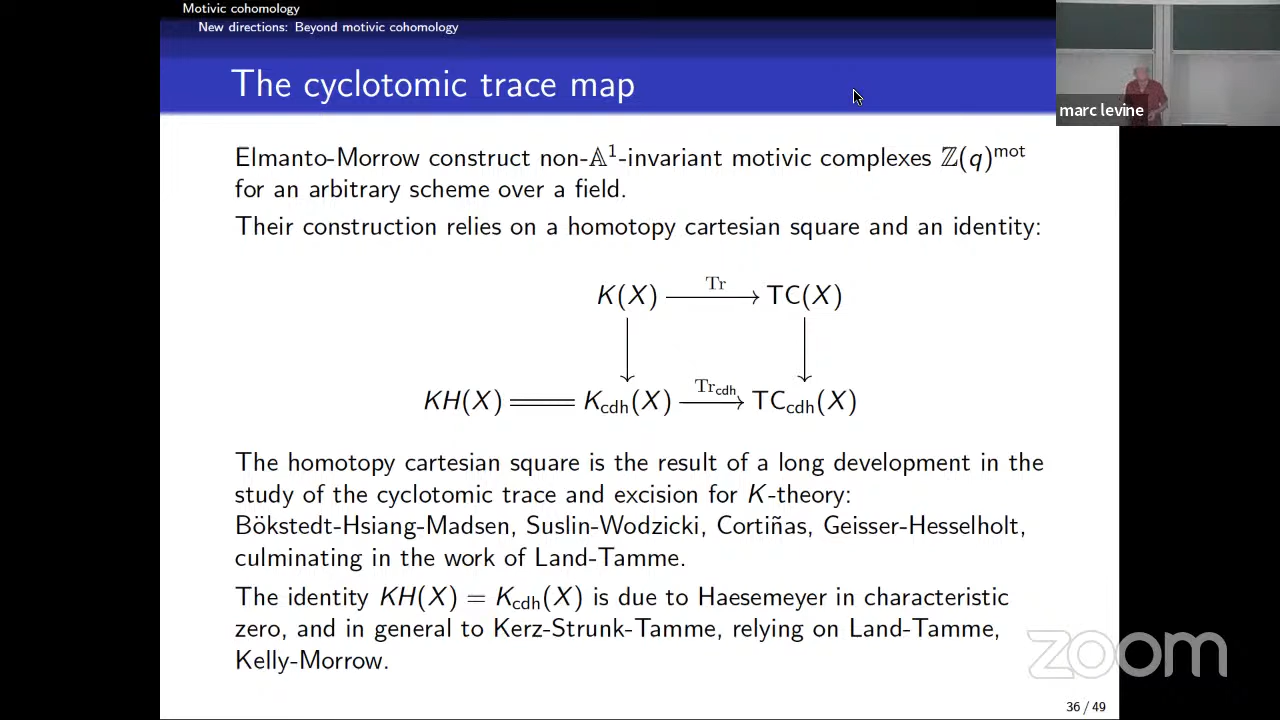 Motivic cohomology
New directions: Beyond motivic cohomology
The cyclotomic trace map
marc levine
Elmanto-Morrow construct non-𝔸¹-invariant motivic complexes ℤ(q)ᵐᵒᵗ
for an arbitrary scheme over a field.
Their construction relies on a homotopy cartesian square and an identity:
K(X) Tr TC(X)
KH(X) K_cdh(X) Tr_cdh TC_cdh(X)
The homotopy cartesian square is the result of a long development in the
study of the cyclotomic trace and excision for K-theory:
Bökstedt-Hsiang-Madsen, Suslin-Wodzicki, Cortiñas, Geisser-Hesselholt,
culminating in the work of Land-Tamme.
The identity KH(X) = K_cdh(X) is due to Haesemeyer in characteristic
zero, and in general to Kerz-Strunk-Tamme, relying on Land-Tamme,
Kelly-Morrow.
zoom
36 / 49